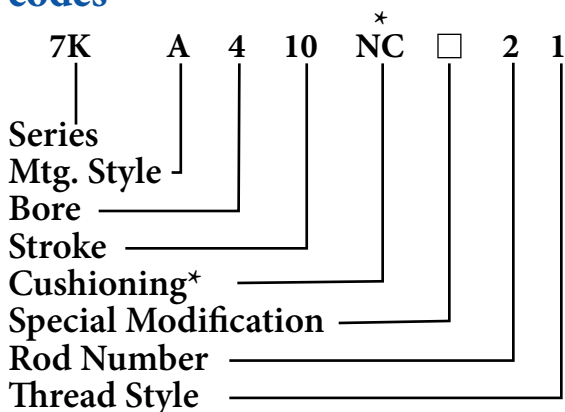 codes
*
7K A 4 10 NC □ 2 1
Series
Mtg. Style
Bore
Stroke
Cushioning*
Special Modification
Rod Number
Thread Style